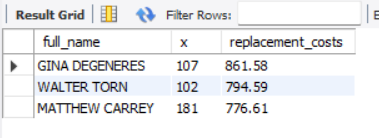 Result Grid Filter Rows: E
full_name x replacement_costs
GINA DEGENERES 107 861.58
WALTER TORN 102 794.59
MATTHEW CARREY 181 776.61